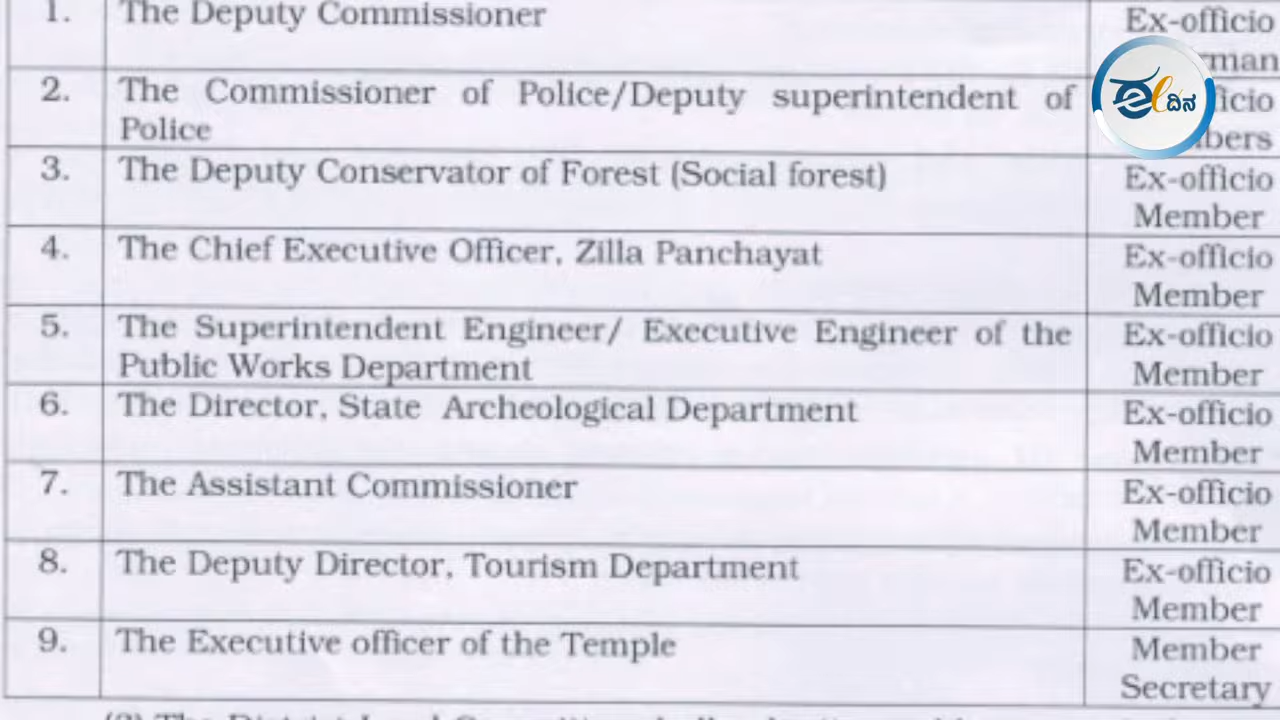 1. The Deputy Commissioner Ex-officio
2. The Commissioner of Police/Deputy superintendent of
Police
3. The Deputy Conservator of Forest (Social forest) Ex-officio
Member
4. The Chief Executive Officer, Zilla Panchayat Ex-officio
Member
5. The Superintendent Engineer/ Executive Engineer of the Ex-officio
Public Works Department Member
6. The Director, State Archeological Department Ex-officio
Member
7. The Assistant Commissioner Ex-officio
Member
8. The Deputy Director, Tourism Department Ex-officio
Member
9. The Executive officer of the Temple Member
Secretary
ದಿನ